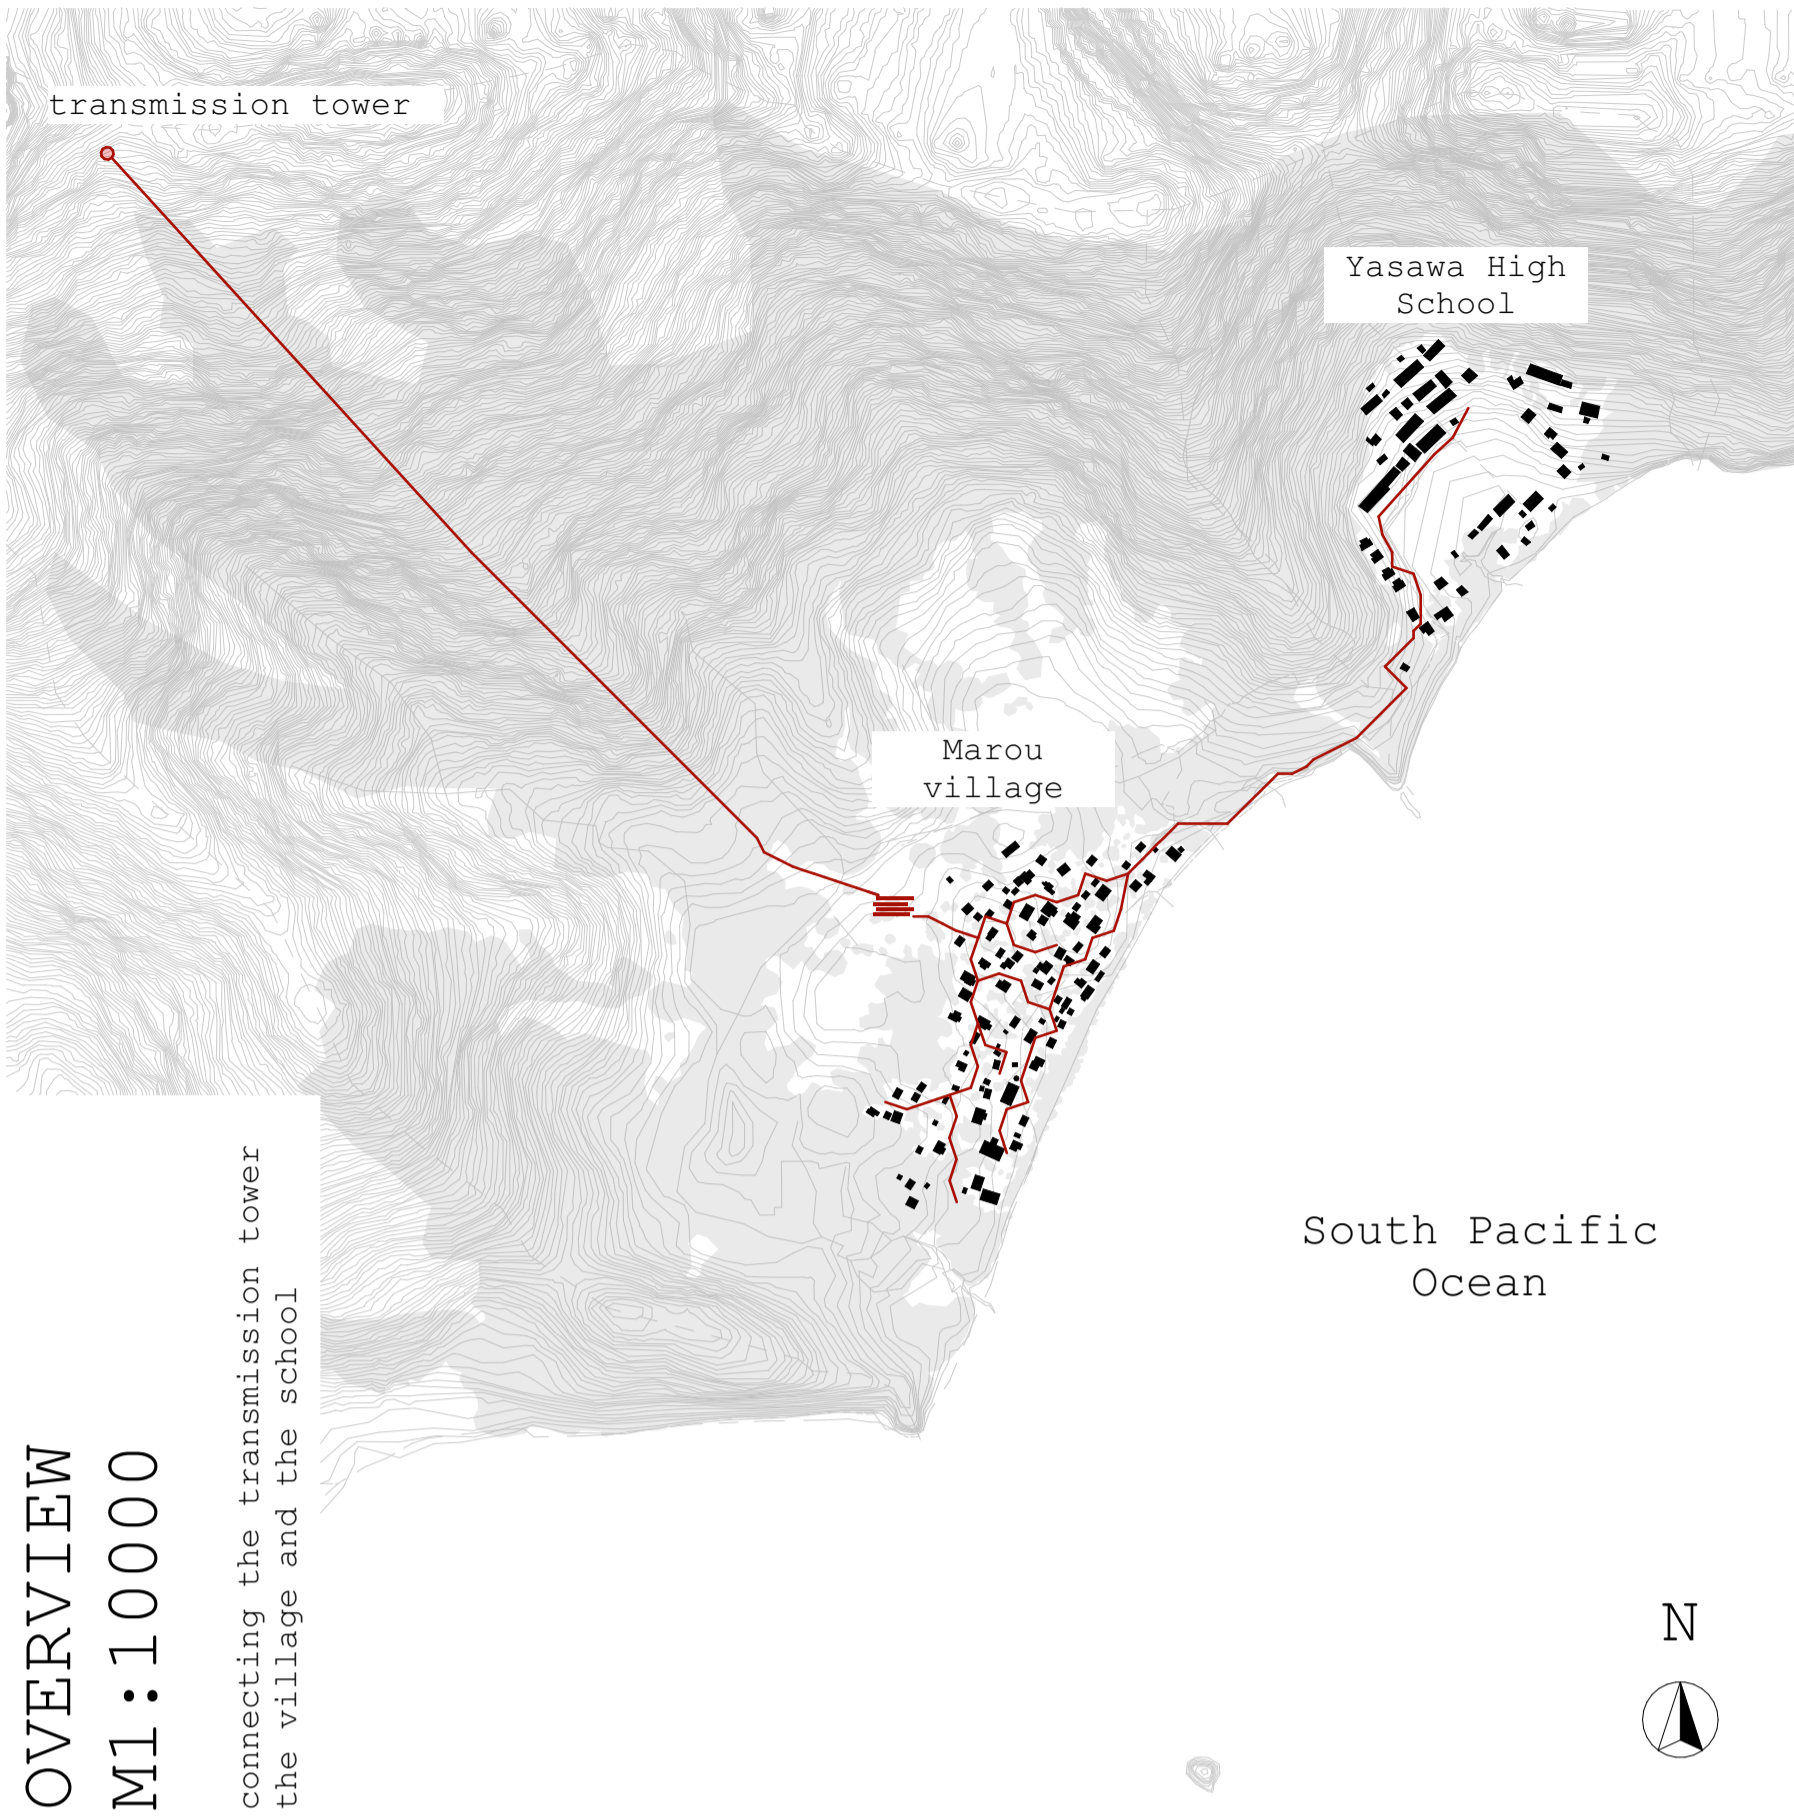 transmission tower
Yasawa High
School
Marou
village
South Pacific
Ocean
N
OVERVIEW
M1:10000
connecting the transmission tower
the village and the school